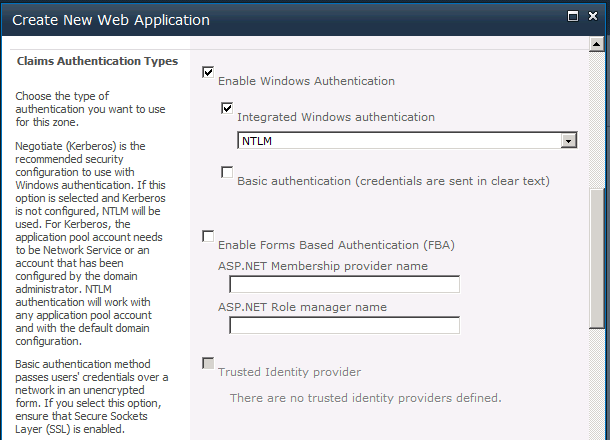 Create New Web Application
Claims Authentication Types
Choose the type of
authentication you want to use
for this zone.
Negotiate (Kerberos) is the
recommended security
configuration to use with
Windows authentication. If this
option is selected and Kerberos
is not configured, NTLM will be
used. For Kerberos, the
application pool account needs
to be Network Service or an
account that has been
configured by the domain
administrator. NTLM
authentication will work with
any application pool account
and with the default domain
configuration.
Basic authentication method
passes users' credentials over a
network in an unencrypted
form. If you select this option,
ensure that Secure Sockets
Layer (SSL) is enabled.
Enable Windows Authentication
Integrated Windows authentication
NTLM
Basic authentication (credentials are sent in clear text)
Enable Forms Based Authentication (FBA)
ASP.NET Membership provider name
ASP.NET Role manager name
Trusted Identity provider
There are no trusted identity providers defined.